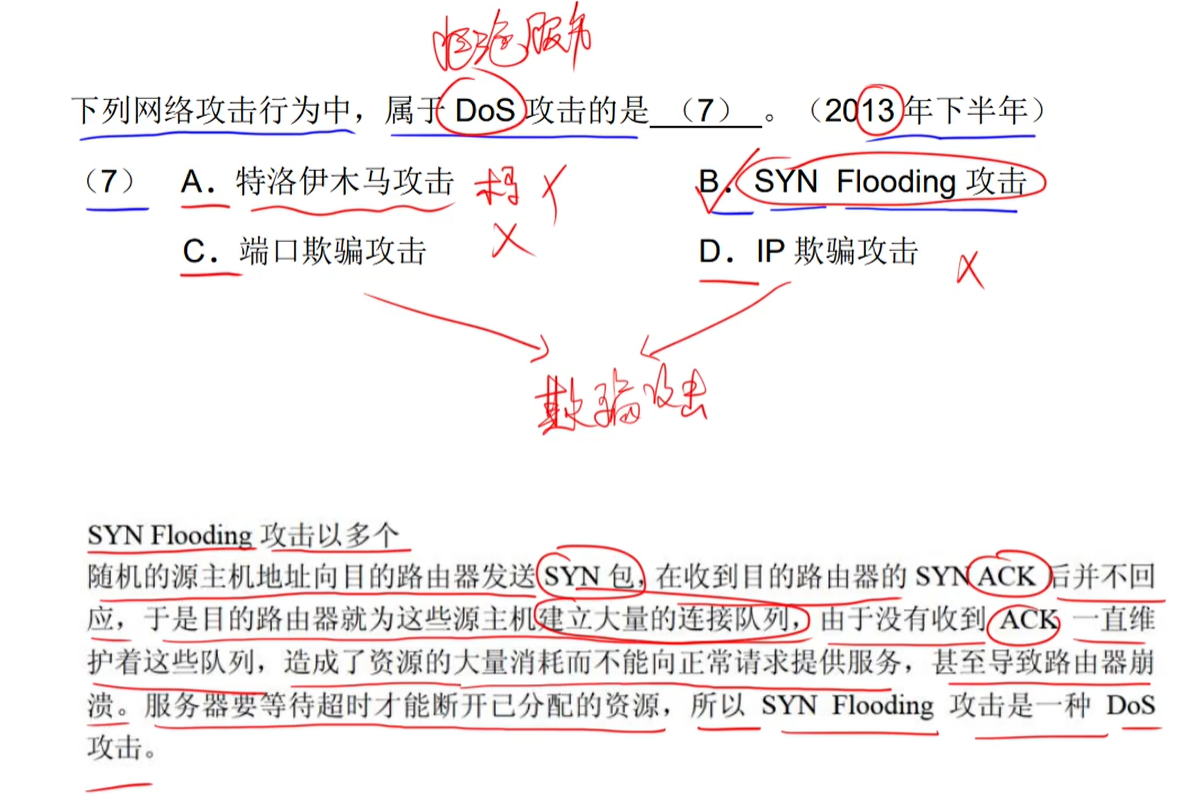 拒绝服务
下列网络攻击行为中，属于 DoS 攻击的是 （7） 。（2013 年下半年）
（7） A．特洛伊木马攻击 木马 X B．SYN Flooding 攻击
C．端口欺骗攻击 X D．IP 欺骗攻击 X
欺骗攻击
SYN Flooding 攻击以多个
随机的源主机地址向目的路由器发送 SYN 包，在收到目的路由器的 SYN ACK 后并不回
应，于是目的路由器就为这些源主机建立大量的连接队列，由于没有收到 ACK 一直维
护着这些队列，造成了资源的大量消耗而不能向正常请求提供服务，甚至导致路由器崩
溃。服务器要等待超时才能断开已分配的资源，所以 SYN Flooding 攻击是一种 DoS
攻击。